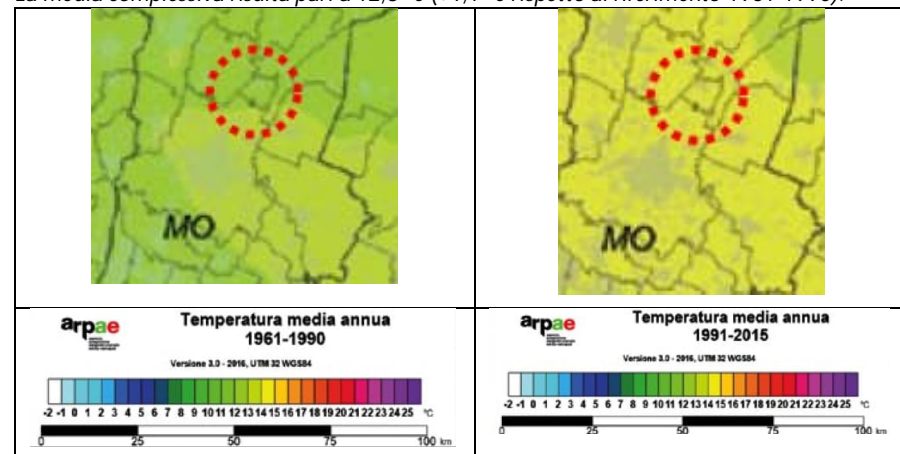 MO
MO
arpae
Temperatura media annua
1961-1990
Versione 3.0 - 2016, UTM 32 WGS84
-2 -1 0 1 2 3 4 5 6 7 8 9 10 11 12 13 14 15 16 17 18 19 20 21 22 23 24 25 °C
0 25 50 75 100 km
arpae
Temperatura media annua
1991-2015
Versione 3.0 - 2016, UTM 32 WGS84
-2 -1 0 1 2 3 4 5 6 7 8 9 10 11 12 13 14 15 16 17 18 19 20 21 22 23 24 25 °C
0 25 50 75 100 km